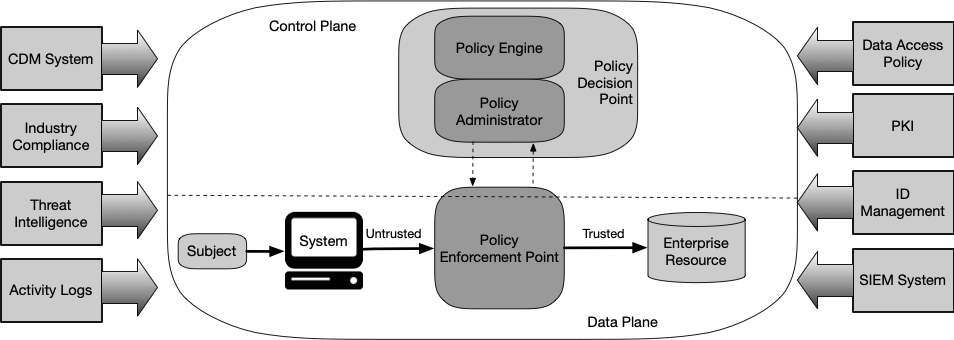 Control Plane
Policy Engine
Policy
Decision
Point
Policy
Administrator
CDM System
Industry
Compliance
Threat
Intelligence
Activity Logs
Data Access
Policy
PKI
ID
Management
SIEM System
Subject
System
Untrusted
Policy
Enforcement Point
Trusted
Enterprise
Resource
Data Plane